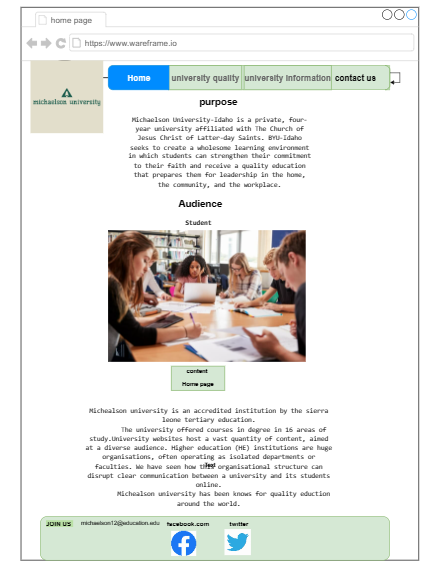 home page
https://www.wareframe.io
michaelson university
Home
university quality
university information
contact us
purpose
Michaelson University-Idaho is a private, four-
year university affiliated with The Church of
Jesus Christ of Latter-day Saints. BYU-Idaho
seeks to create a wholesome learning environment
in which students can strengthen their commitment
to their faith and receive a quality education
that prepares them for leadership in the home,
the community, and the workplace.
Audience
Student
content
Home page
Michealson university is an accredited institution by the sierra
leone tertiary education.
The university offered courses in degree in 16 areas of
study.University websites host a vast quantity of content, aimed
at a diverse audience. Higher education (HE) institutions are huge
organisations, often operating as isolated departments or
faculties. We have seen how this organisational structure can
disrupt clear communication between a university and its students
online.
Michealson university has been knows for quality eduction
around the world.
JOIN US
michaelson12@education.edu
facebook.com
twitter